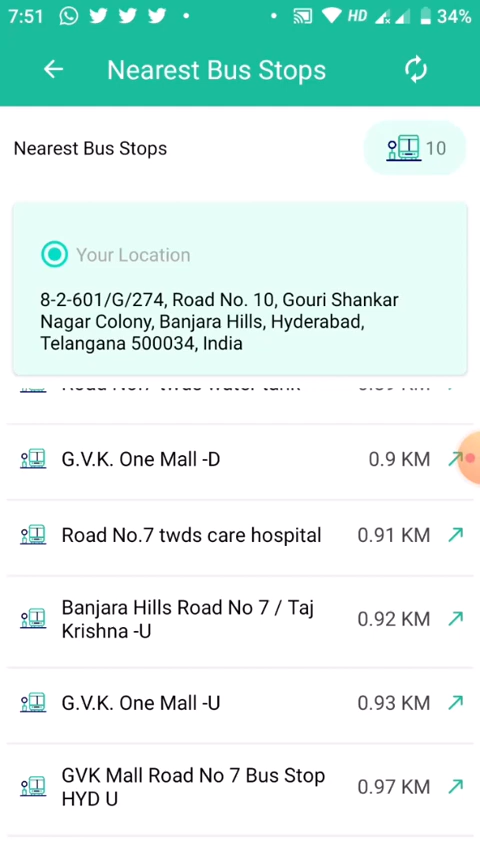 7:51 HD 34%
Nearest Bus Stops
Nearest Bus Stops 10
Your Location
8-2-601/G/274, Road No. 10, Gouri Shankar
Nagar Colony, Banjara Hills, Hyderabad,
Telangana 500034, India
G.V.K. One Mall -D 0.9 KM
Road No.7 twds care hospital 0.91 KM
Banjara Hills Road No 7 / Taj
Krishna -U 0.92 KM
G.V.K. One Mall -U 0.93 KM
GVK Mall Road No 7 Bus Stop
HYD U 0.97 KM